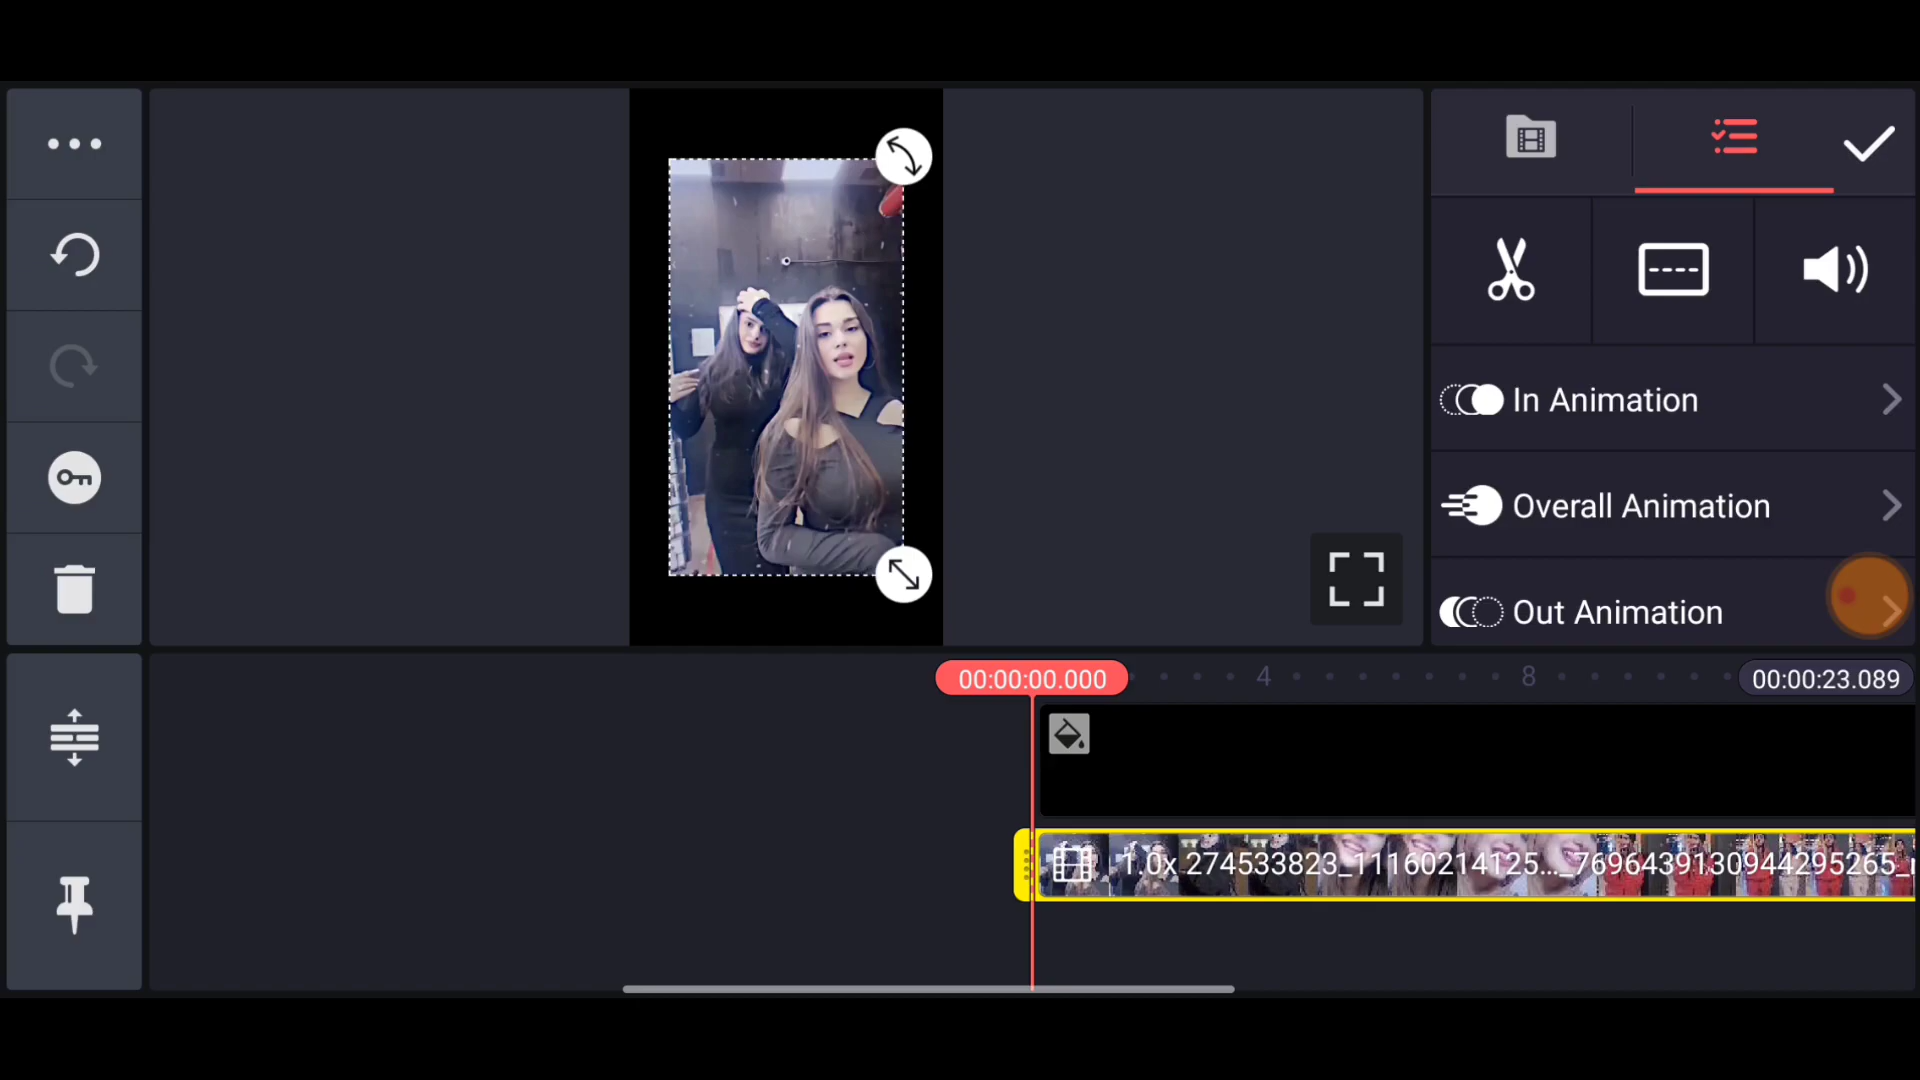 In Animation
Overall Animation
Out Animation
00:00:00.000
4
8
00:00:23.089
1.0x 274533823_11160214125..._7696439130944295265_